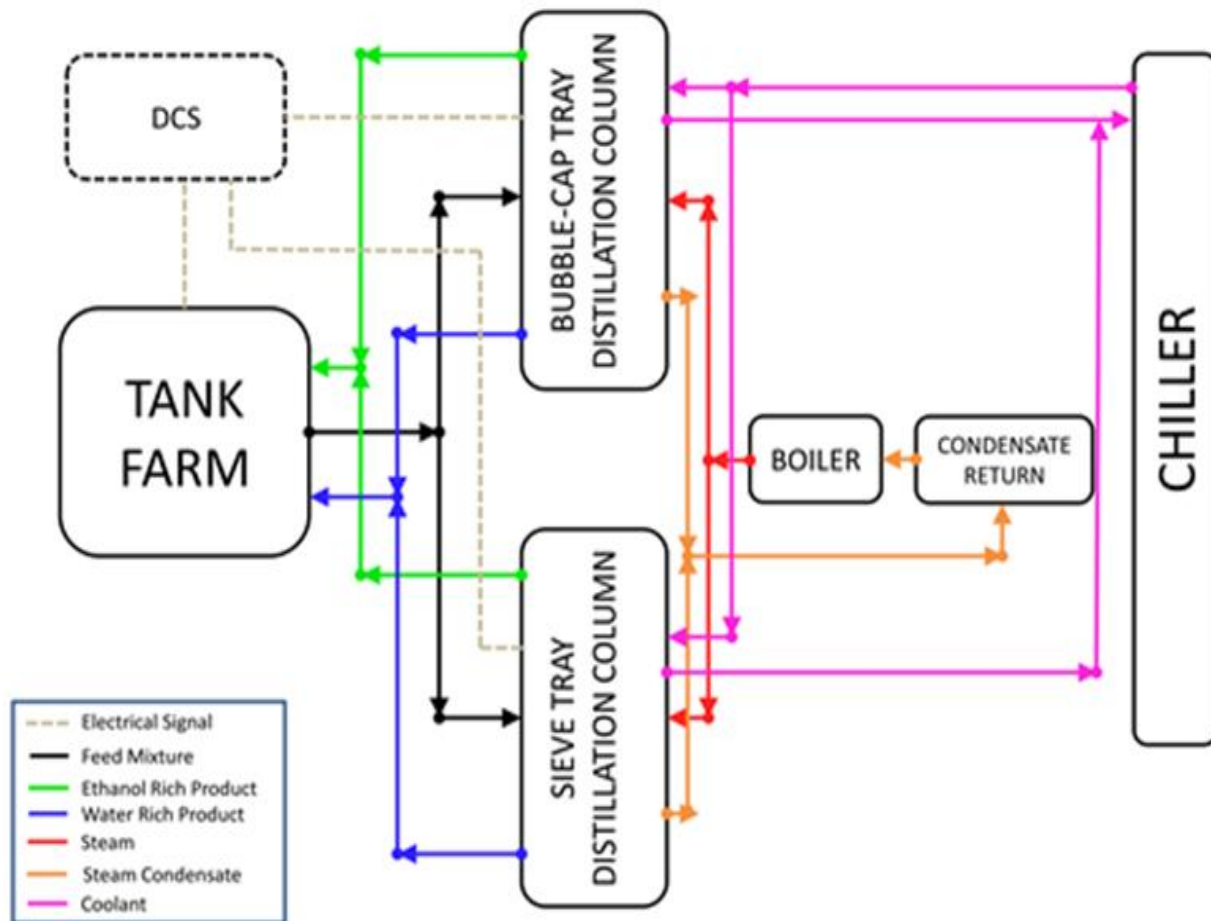 DCS
TANK
FARM
BUBBLE-CAP TRAY
DISTILLATION COLUMN
SIEVE TRAY
DISTILLATION COLUMN
BOILER
CONDENSATE
RETURN
CHILLER
Electrical Signal
Feed Mixture
Ethanol Rich Product
Water Rich Product
Steam
Steam Condensate
Coolant